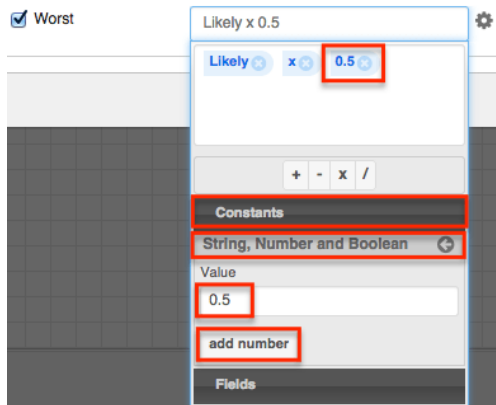 Worst
Likely x 0.5
Likely x 0.5
+ - x /
Constants
String, Number and Boolean
Value
0.5
add number
Fields